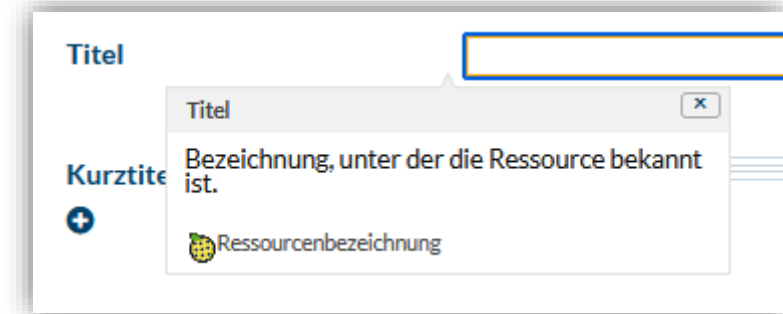 Titel
Titel
x
Bezeichnung, unter der die Ressource bekannt
ist.
Kurztite
Ressourcenbezeichnung